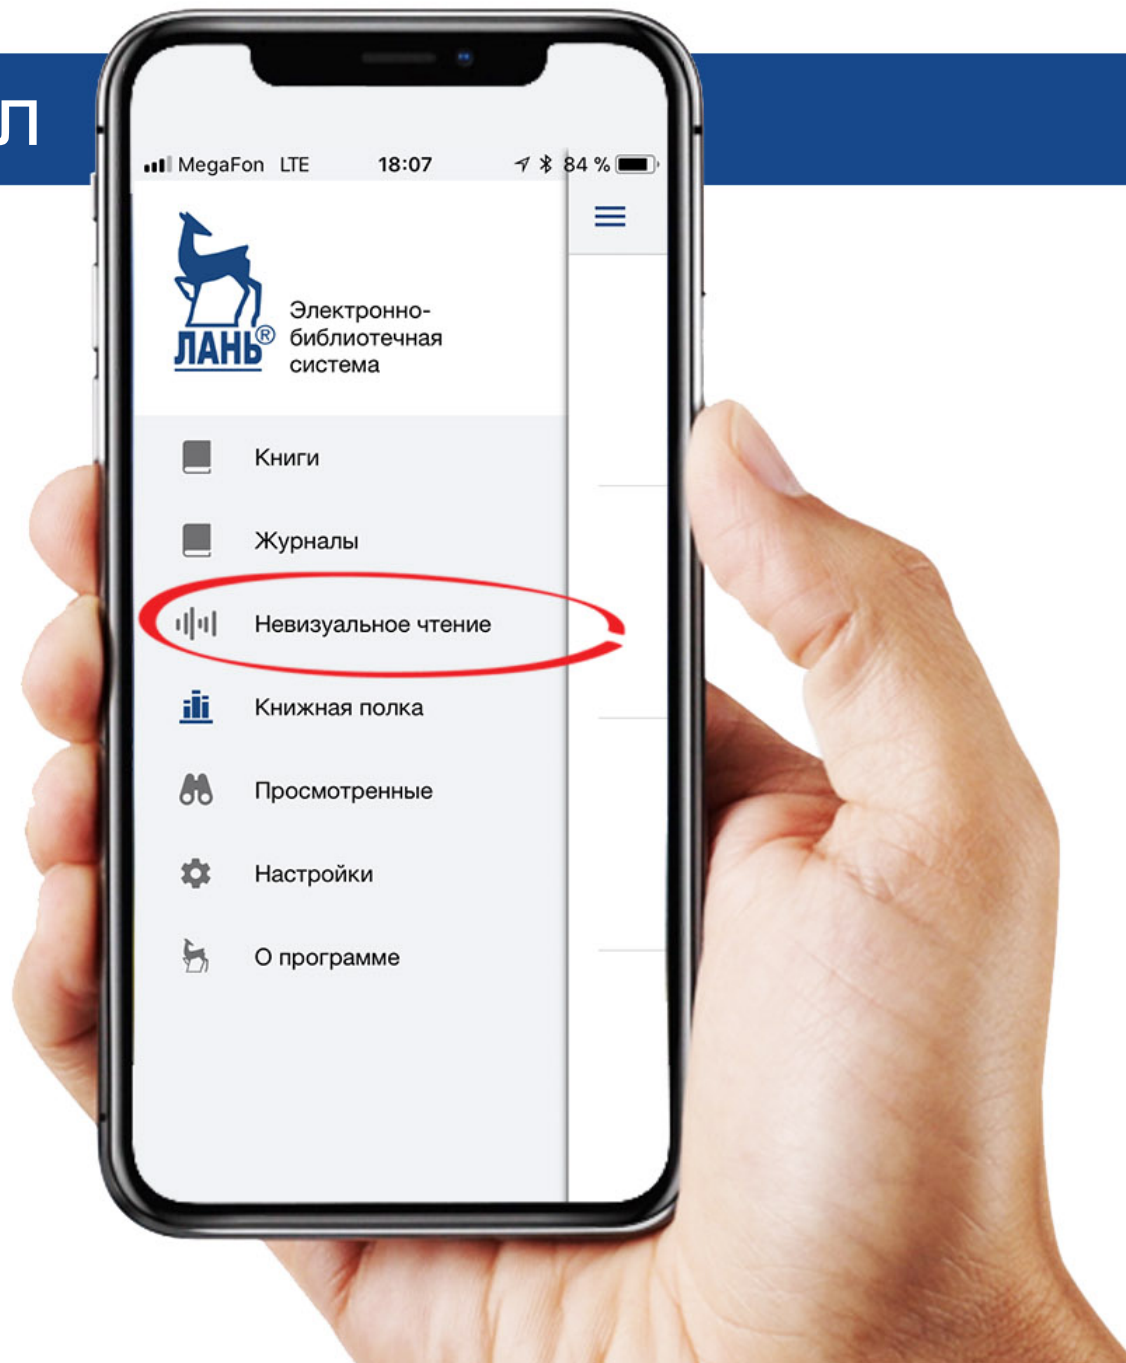 Л
MegaFon LTE 18:07 84 %
ЛАНЬ®
Электронно-
библиотечная
система
Книги
Журналы
Невизуальное чтение
Книжная полка
Просмотренные
Настройки
О программе